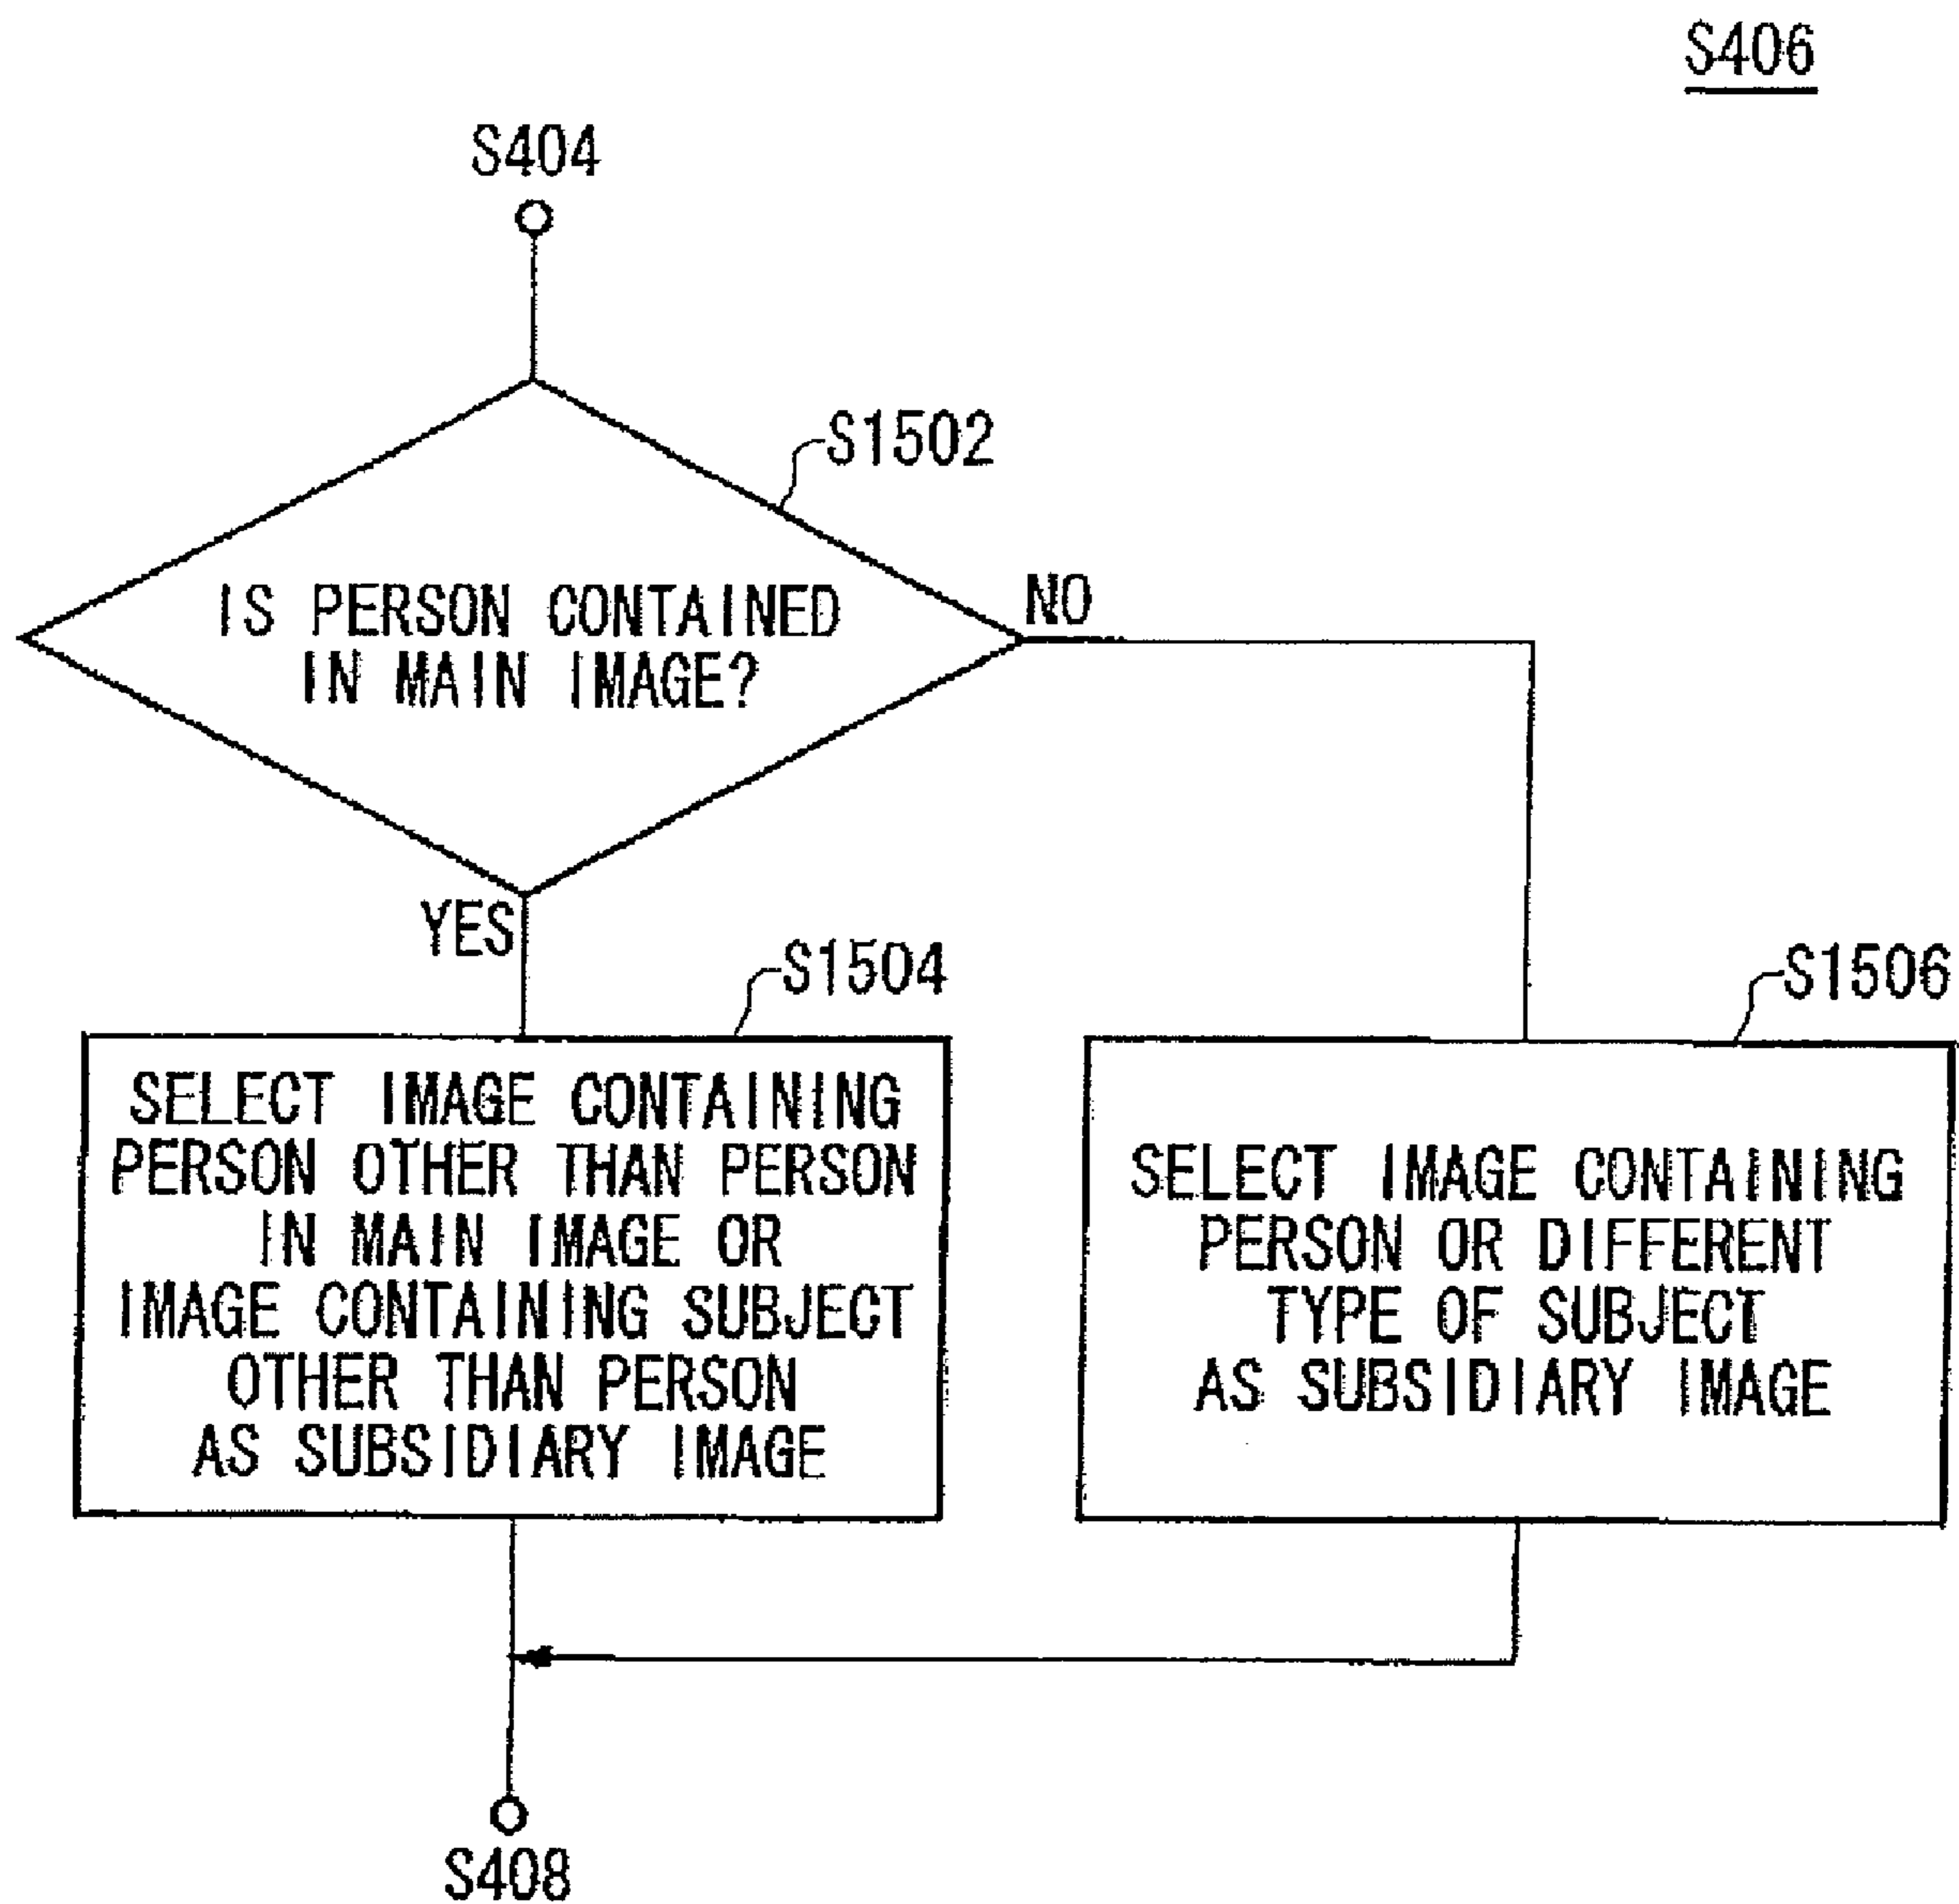 S406
S404
S1502
IS PERSON CONTAINED
IN MAIN IMAGE?
NO
YES
S1504
SELECT IMAGE CONTAINING
PERSON OTHER THAN PERSON
IN MAIN IMAGE OR
IMAGE CONTAINING SUBJECT
OTHER THAN PERSON
AS SUBSIDIARY IMAGE
S1506
SELECT IMAGE CONTAINING
PERSON OR DIFFERENT
TYPE OF SUBJECT
AS SUBSIDIARY IMAGE
S408